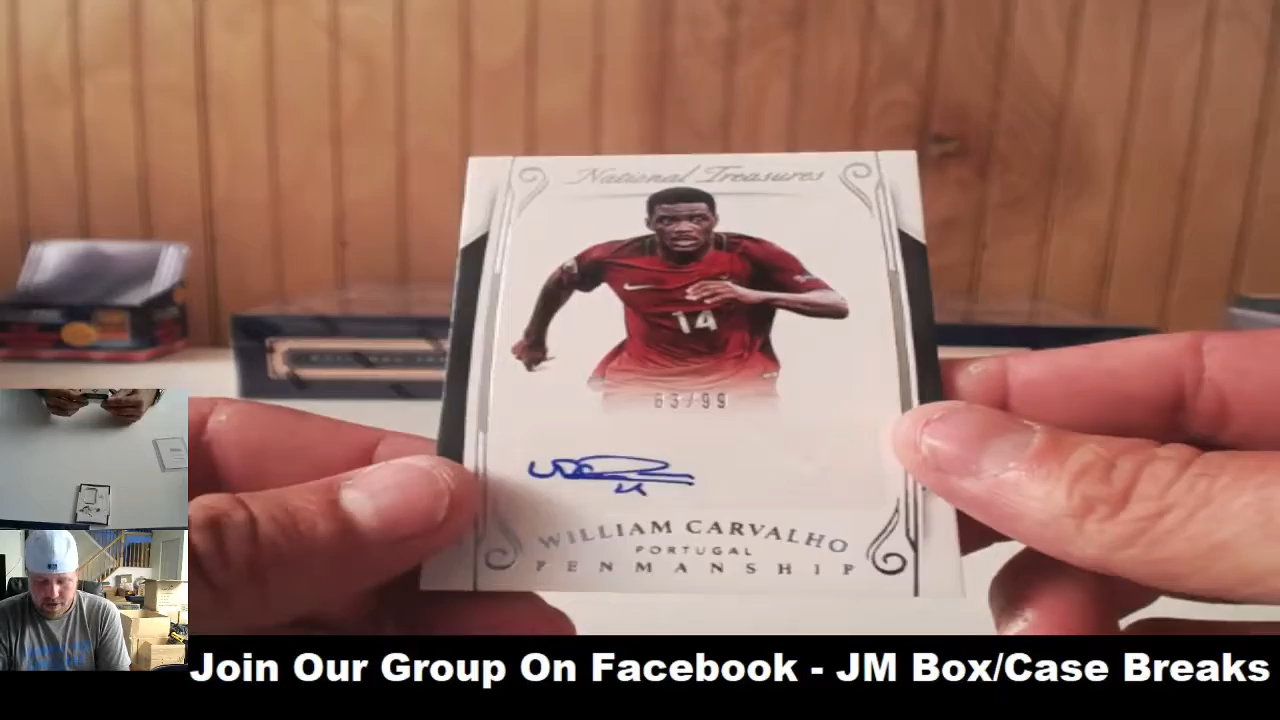 National Treasures
14
63/99
WILLIAM CARVALHO
PORTUGAL
PENMANSHIP
Join Our Group On Facebook - JM Box/Case Breaks